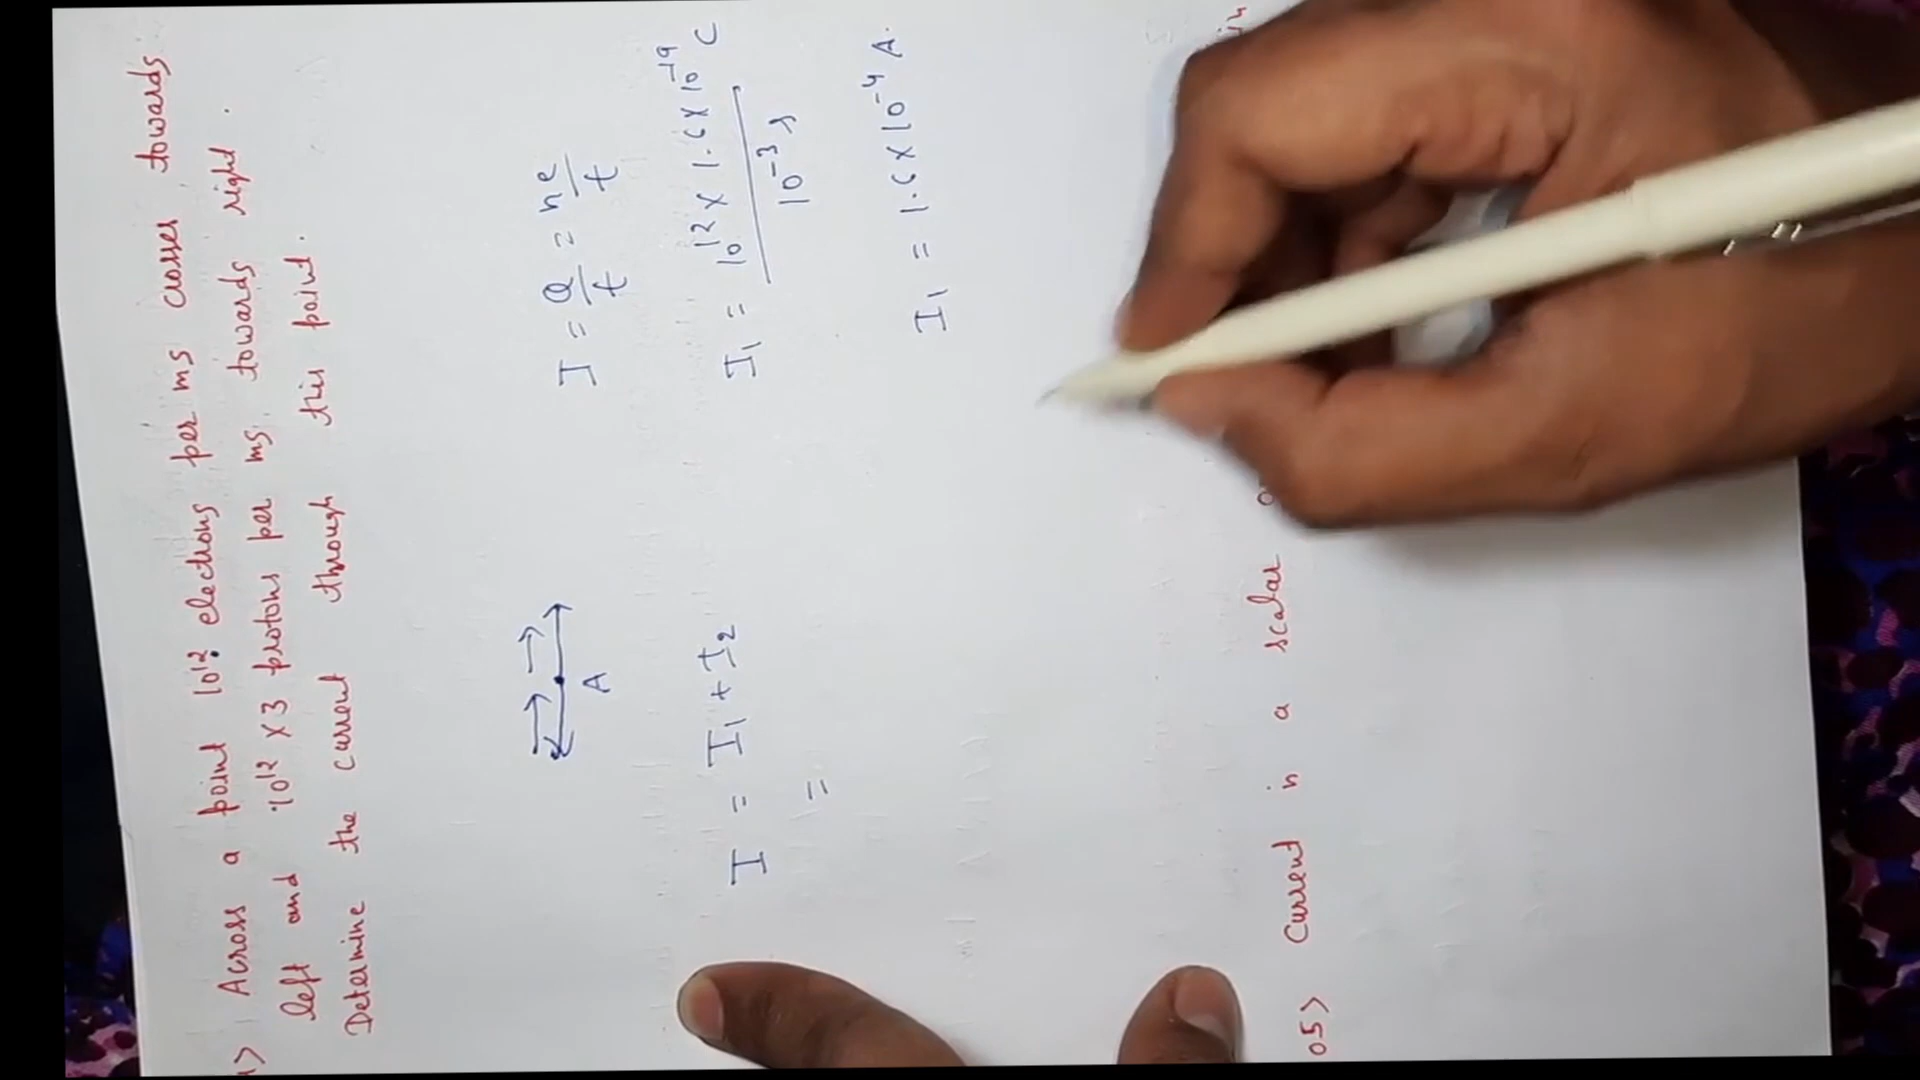 > Across a point 10¹² electrons per ms crosses towards
left and 10¹² × 3 protons per ms towards right.
Determine the current through this point.
A
I = Q/t = ne/t
I = I₁ + I₂
=
I₁ = 10¹² × 1.6 × 10⁻¹⁹ C / 10⁻³ s
I₁ = 1.6 × 10⁻⁴ A.
05> Current is a scalar